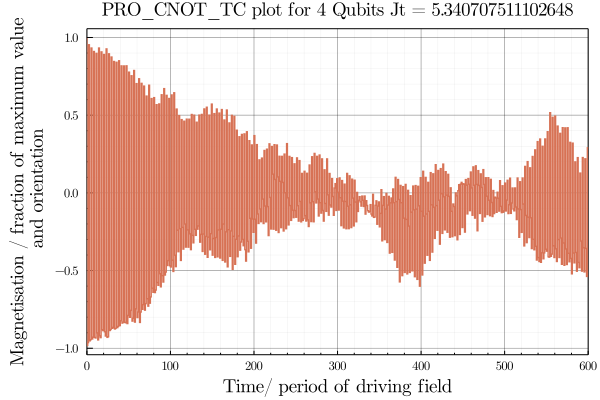 PRO_CNOT_TC plot for 4 Qubits Jt = 5.340707511102648
Magnetisation / fraction of maximum value
and orientation
1.0
0.5
0.0
−0.5
−1.0
0 100 200 300 400 500 600
Time/ period of driving field